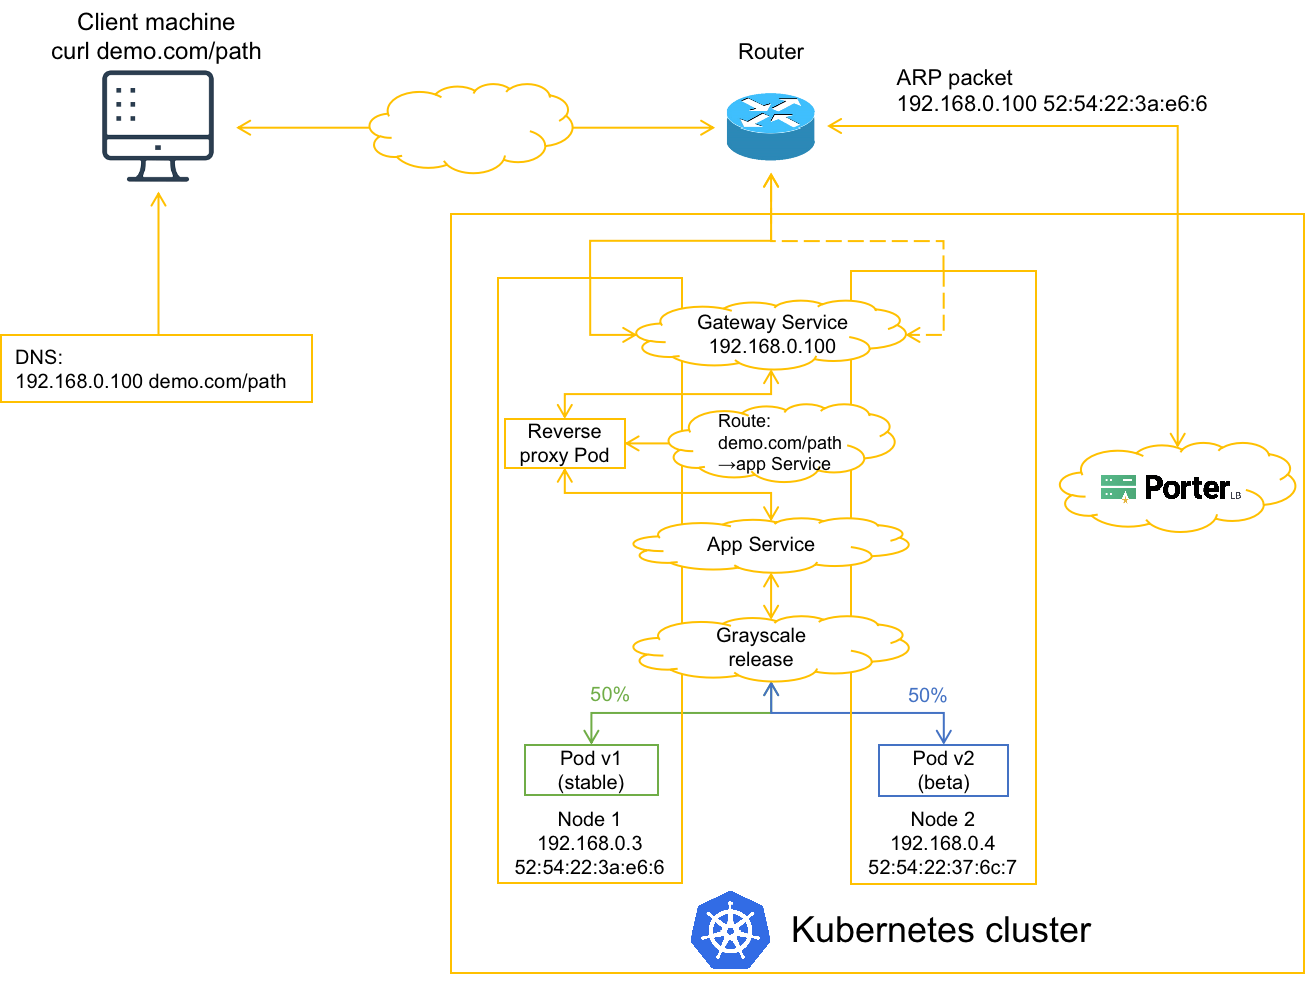 Client machine
curl demo.com/path
Router
ARP packet
192.168.0.100 52:54:22:3a:e6:6
DNS:
192.168.0.100 demo.com/path
Gateway Service
192.168.0.100
Reverse
proxy Pod
Route:
demo.com/path
→app Service
PorterLB
App Service
Grayscale
release
50%
50%
Pod v1
(stable)
Pod v2
(beta)
Node 1
192.168.0.3
52:54:22:3a:e6:6
Node 2
192.168.0.4
52:54:22:37:6c:7
Kubernetes cluster